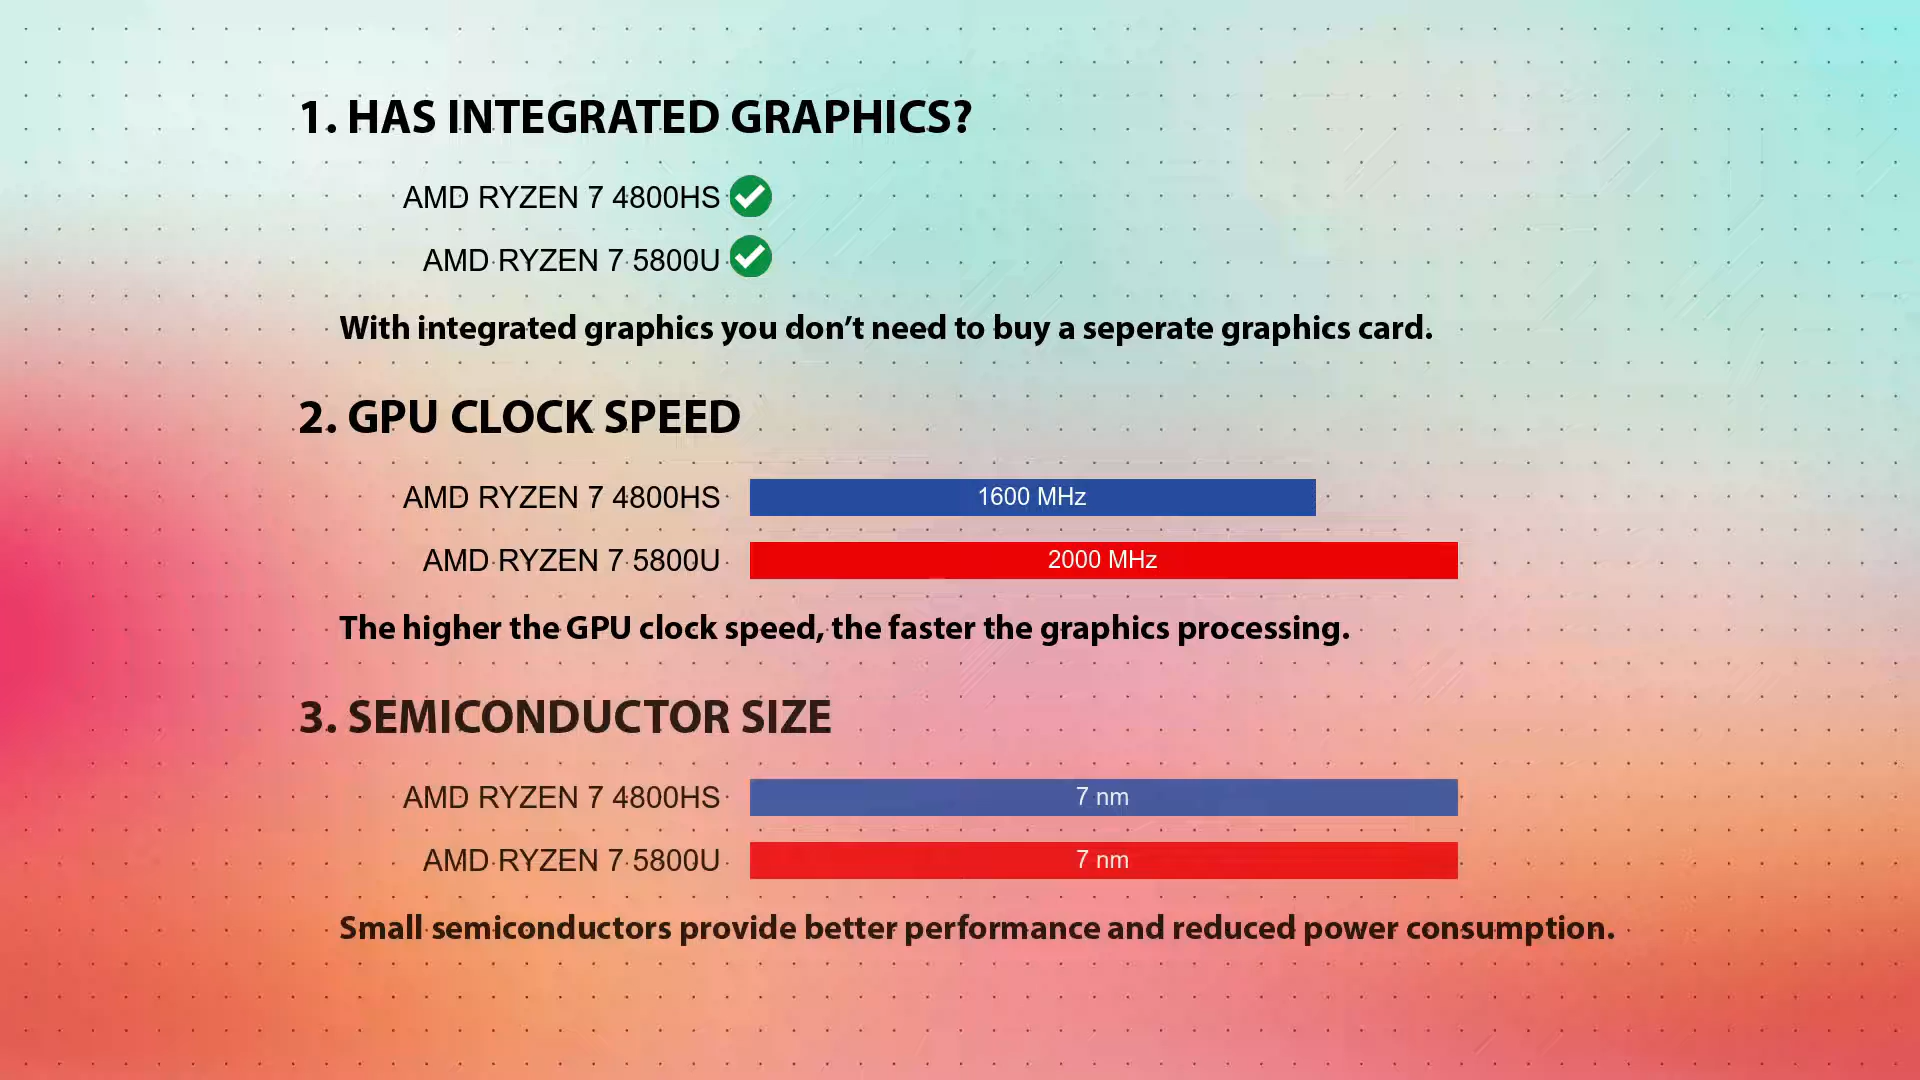 1. HAS INTEGRATED GRAPHICS?
AMD RYZEN 7 4800HS
AMD RYZEN 7 5800U
With integrated graphics you don’t need to buy a seperate graphics card.
2. GPU CLOCK SPEED
AMD RYZEN 7 4800HS 1600 MHz
AMD RYZEN 7 5800U 2000 MHz
The higher the GPU clock speed, the faster the graphics processing.
3. SEMICONDUCTOR SIZE
AMD RYZEN 7 4800HS 7 nm
AMD RYZEN 7 5800U 7 nm
Small semiconductors provide better performance and reduced power consumption.